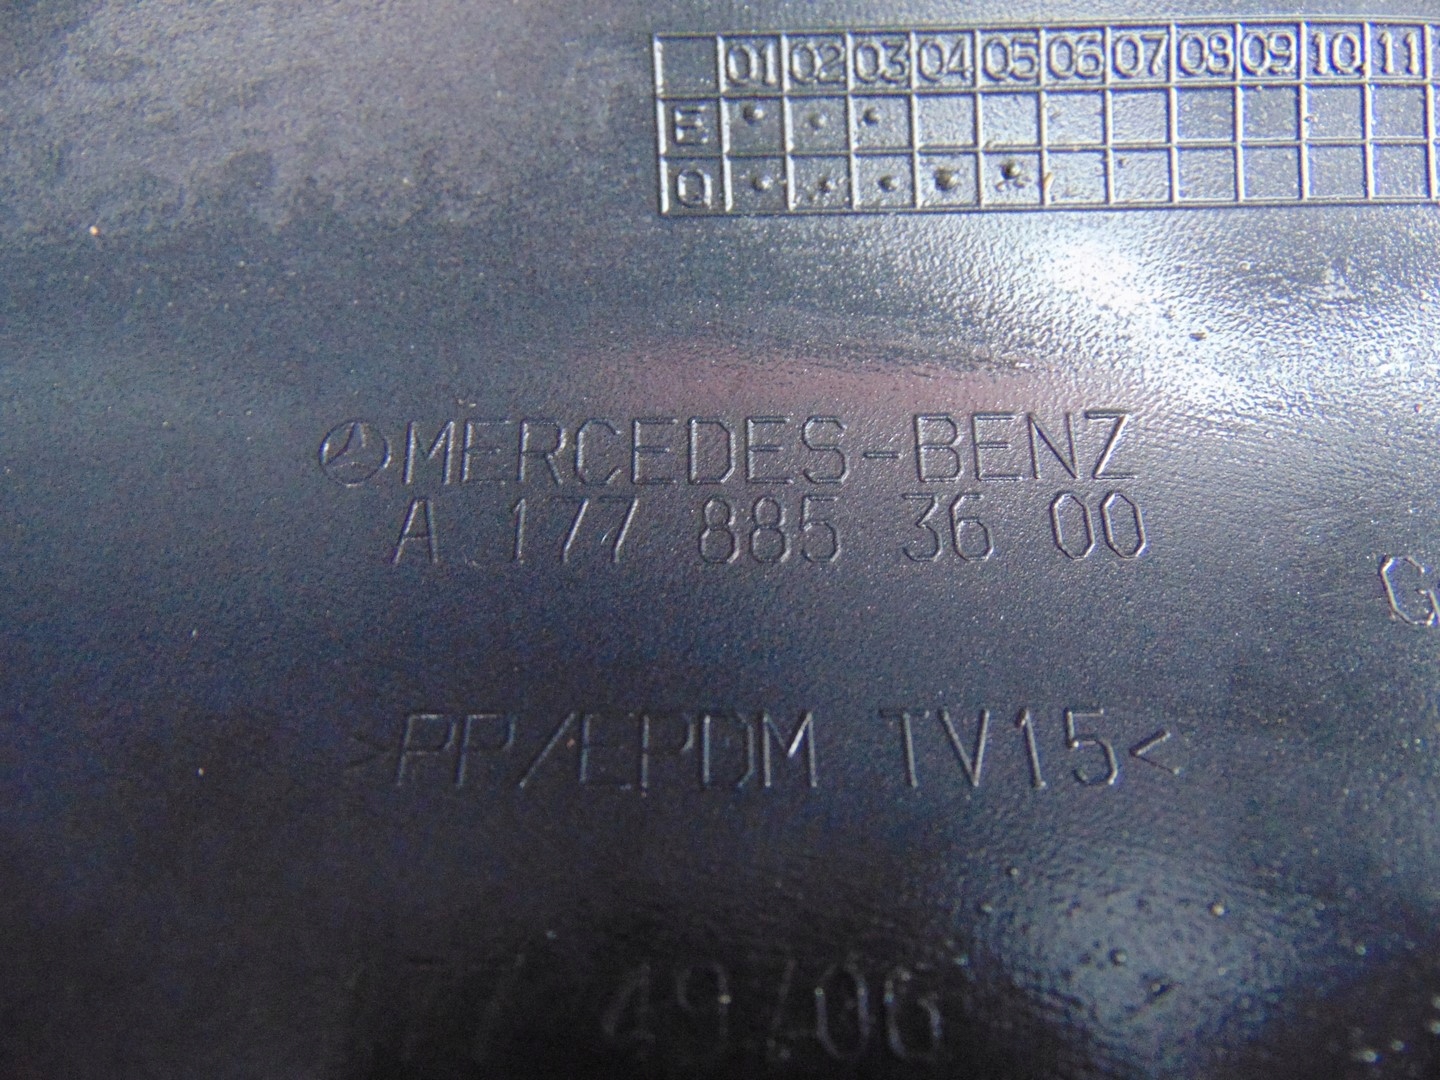 01 02 03 04 05 06 07 08 09 10 11
E
Q
MERCEDES-BENZ
A 177 885 36 00
G
>PP/EPDM TV15<